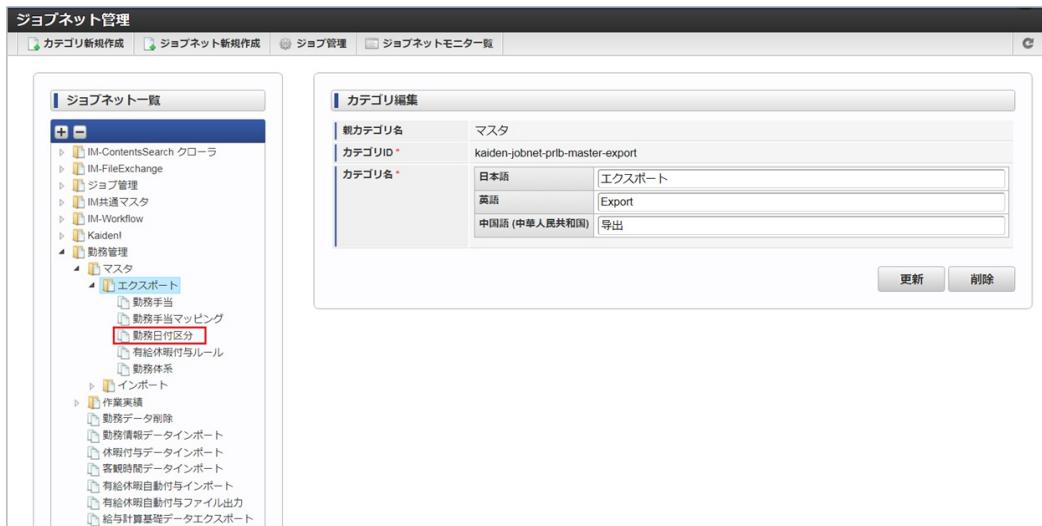 ジョブネット管理
カテゴリ新規作成 ジョブネット新規作成 ジョブ管理 ジョブネットモニタ一覧
ジョブネット一覧
IM-ContentsSearch クローラ
IM-FileExchange
ジョブ管理
IM共通マスタ
IM-Workflow
Kaiden!
勤務管理
マスタ
エクスポート
勤務手当
勤務手当マッピング
勤務日付区分
有給休暇付与ルール
勤務体系
インポート
作業実績
勤務データ削除
勤務情報データインポート
休暇付与データインポート
客観時間データインポート
有給休暇自動付与インポート
有給休暇自動付与ファイル出力
給与計算基礎データエクスポート
カテゴリ編集
親カテゴリ名 マスタ
カテゴリID * kaiden-jobnet-prlb-master-export
カテゴリ名 * 日本語 エクスポート
英語 Export
中国語 (中華人民共和国) 导出
更新 削除